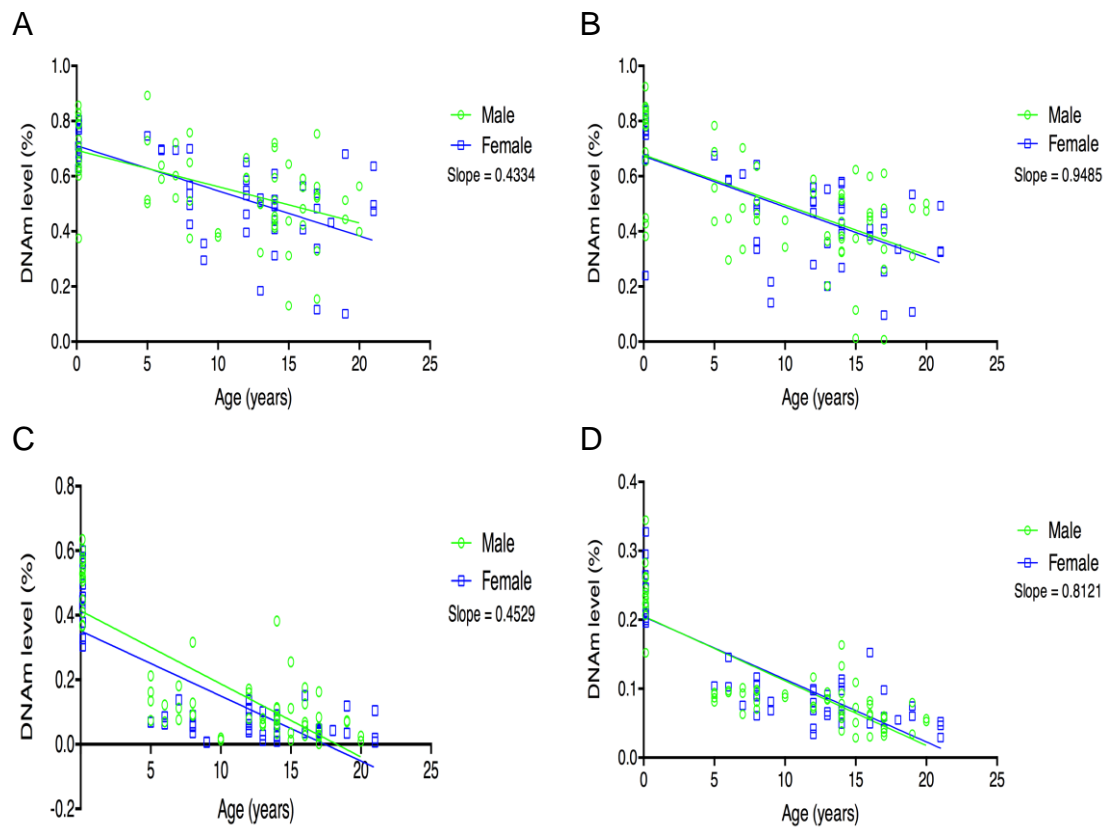 A
1.0
0.8
0.6
0.4
0.2
0.0
0 5 10 15 20 25
DNAm level (%)
Age (years)
Male
Female
Slope = 0.4334
B
1.0
0.8
0.6
0.4
0.2
0.0
0 5 10 15 20 25
DNAm level (%)
Age (years)
Male
Female
Slope = 0.9485
C
0.8
0.6
0.4
0.2
0.0
-0.2
5 10 15 20 25
DNAm level (%)
Age (years)
Male
Female
Slope = 0.4529
D
0.4
0.3
0.2
0.1
0.0
0 5 10 15 20 25
DNAm level (%)
Age (years)
Male
Female
Slope = 0.8121